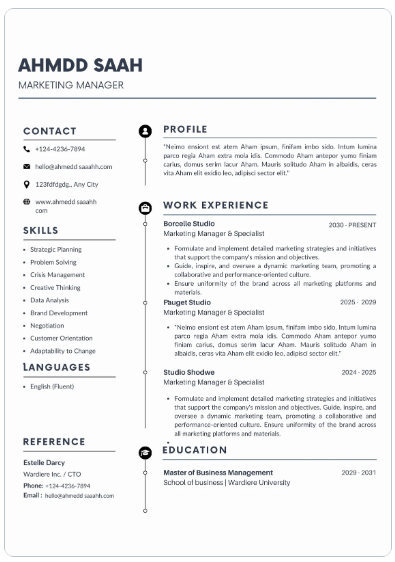 AHMDD SAAH
MARKETING MANAGER
CONTACT
+124-4236-7894
hello@ahmedd saaahh.com
123fdfdgdg., Any City
www.ahmedd saahh
com
SKILLS
Strategic Planning
Problem Solving
Crisis Management
Creative Thinking
Data Analysis
Brand Development
Negotiation
Customer Orientation
Adaptability to Change
LANGUAGES
English (Fluent)
REFERENCE
Estelle Darcy
Wardiere Inc. / CTO
Phone: +124-4236-7894
Email : hello@ahmedd saaahh.com
PROFILE
"Neimo ensiont est atem Aham ipsum, finifam imbo sido. Intum lumina
parco regia Aham extra mola idis. Commodo Aham antepor yumo finiam
carius, domus serim lacur Aham. Mauris solitudo Aham in albaidis, ceras
vita Aham elit exidio leo, adipisci sector elit."
WORK EXPERIENCE
Borcelle Studio 2030 - PRESENT
Marketing Manager & Specialist
Formulate and implement detailed marketing strategies and initiatives
that support the company's mission and objectives.
Guide, inspire, and oversee a dynamic marketing team, promoting a
collaborative and performance-oriented culture.
Ensure uniformity of brand across all marketing platforms and
materials.
Pauget Studio 2025 - 2029
Marketing Manager & Specialist
"Neimo ensiont est atem Aham ipsum, finifam imbo sido. Intum lumina
parco regia Aham extra mola idis. Commodo Aham antepor yumo
finiam carius, domus serim lacur Aham. Mauris solitudo Aham in
albaidis, ceras vita Aham elit exidio leo, adipisci sector elit."
Studio Shodwe 2024 - 2025
Marketing Manager & Specialist
Formulate and implement detailed marketing strategies and initiatives
that support the company's mission and objectives. Guide, inspire, and
oversee a dynamic marketing team, promoting a collaborative and
performance-oriented culture. Ensure uniformity of brand across
all marketing platforms and materials.
EDUCATION
Master of Business Management 2029 - 2031
School of business | Wardiere University